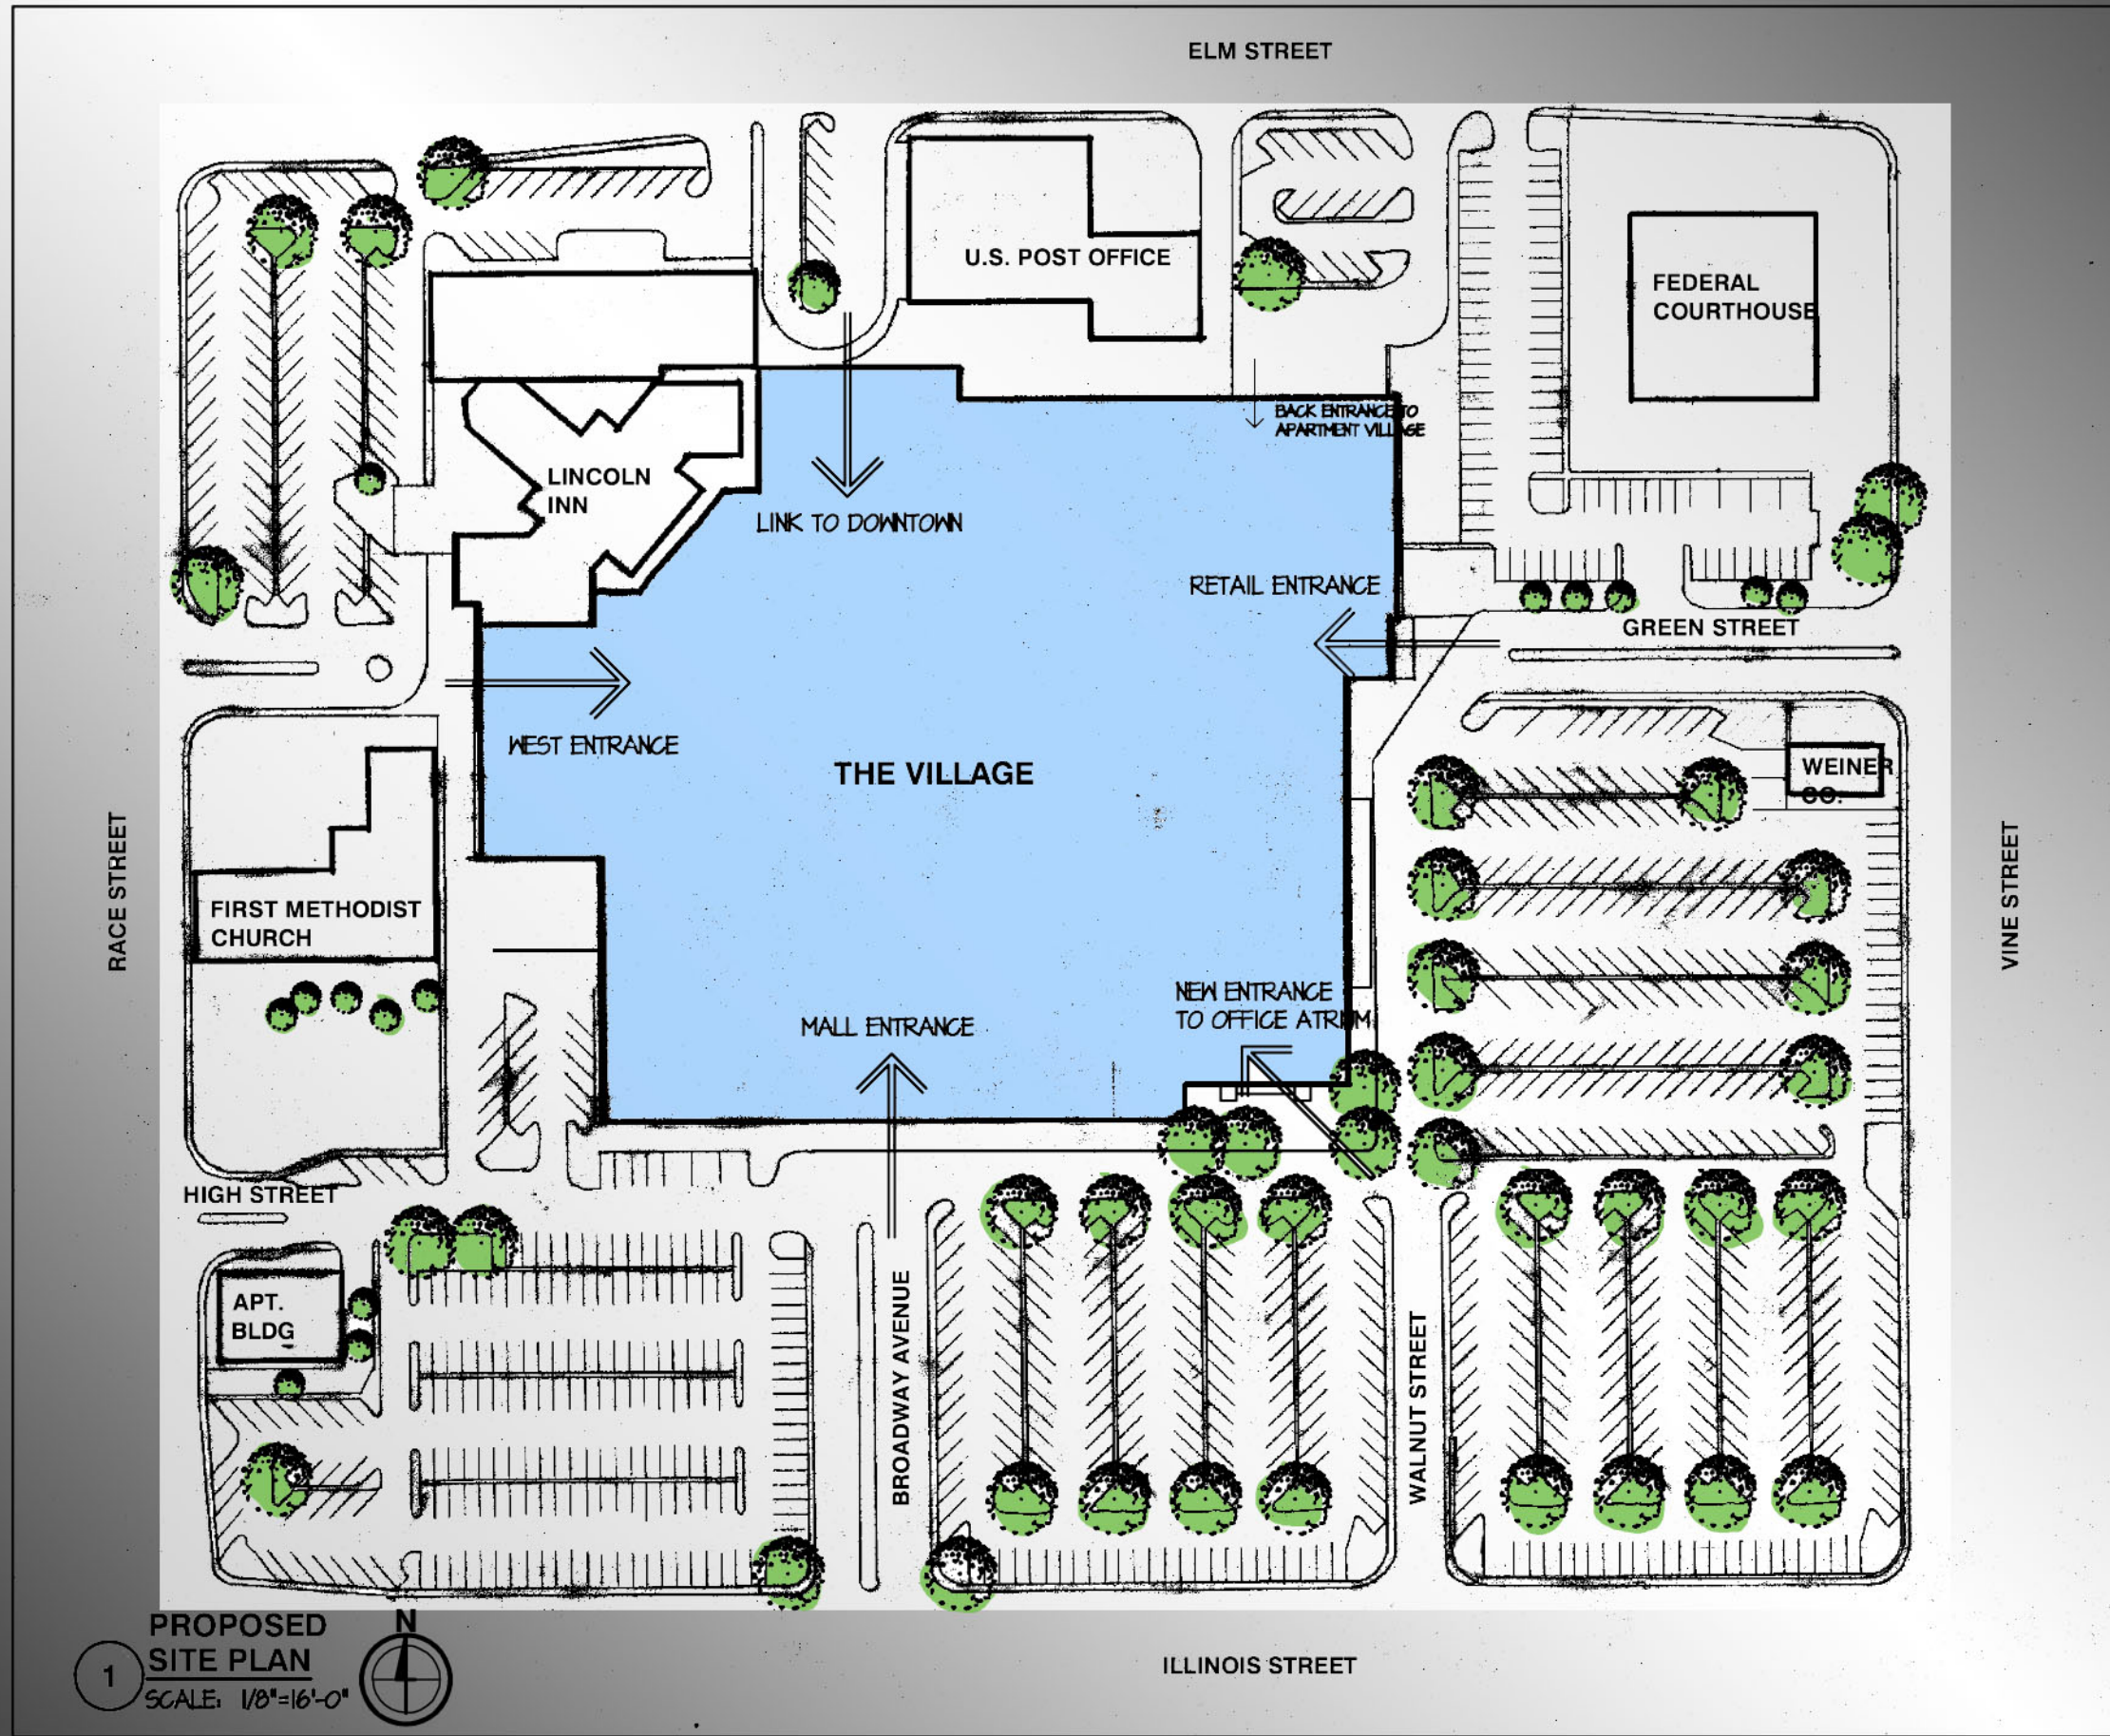 ELM STREET
U.S. POST OFFICE
FEDERAL
COURTHOUSE
BACK ENTRANCE TO
APARTMENT VILLAGE
LINCOLN
INN
LINK TO DOWNTOWN
RETAIL ENTRANCE
GREEN STREET
WEST ENTRANCE
THE VILLAGE
WEINER
CO.
RACE STREET
VINE STREET
FIRST METHODIST
CHURCH
NEW ENTRANCE
TO OFFICE ATRIUM
MALL ENTRANCE
HIGH STREET
APT.
BLDG
BROADWAY AVENUE
WALNUT STREET
PROPOSED
SITE PLAN
1
SCALE: 1/8"=16'-0"
N
ILLINOIS STREET